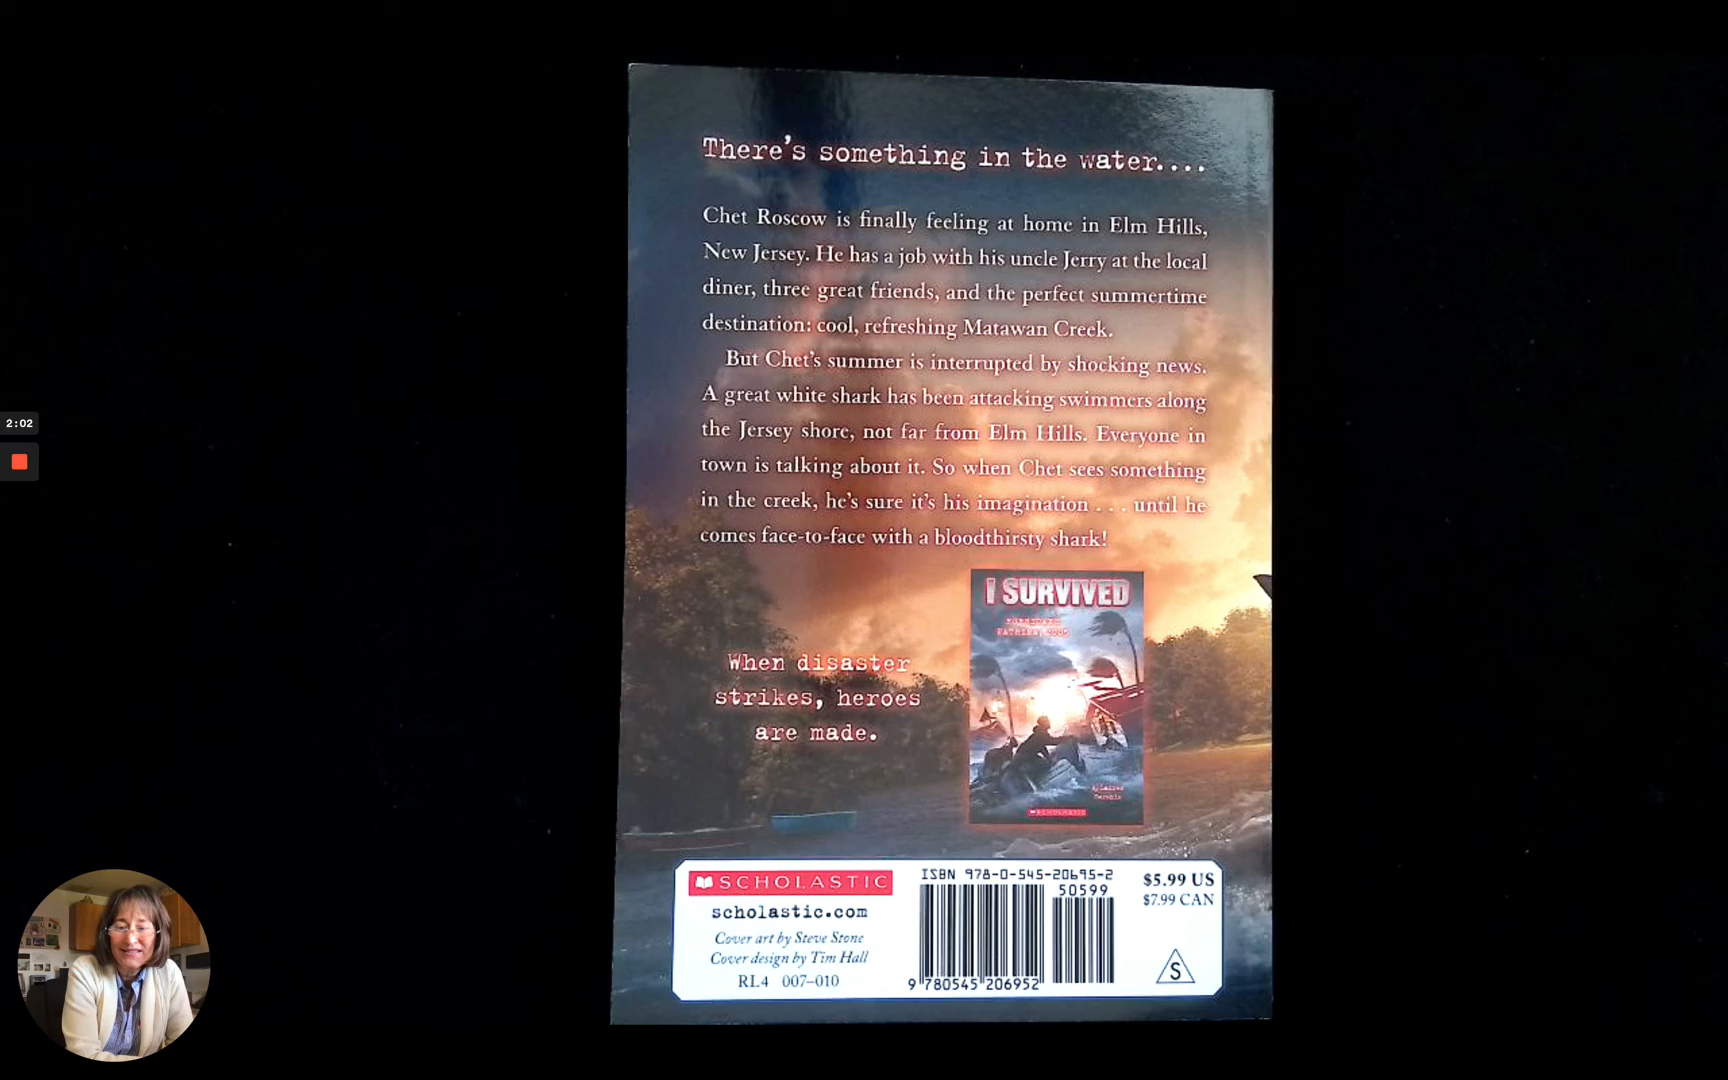 There's something in the water....
Chet Roscow is finally feeling at home in Elm Hills,
New Jersey. He has a job with his uncle Jerry at the local
diner, three great friends, and the perfect summertime
destination: cool, refreshing Matawan Creek.
But Chet's summer is interrupted by shocking news.
A great white shark has been attacking swimmers along
the Jersey shore, not far from Elm Hills. Everyone in
town is talking about it. So when Chet sees something
in the creek, he's sure it's his imagination . . . until he
comes face-to-face with a bloodthirsty shark!
2:02
I SURVIVED
HURRICANE
KATRINA, 2005
When disaster
strikes, heroes
are made.
by Lauren
Tarshis
SCHOLASTIC
SCHOLASTIC
scholastic.com
Cover art by Steve Stone
Cover design by Tim Hall
RL4 007–010
ISBN 978-0-545-20695-2
50599
9 780545 206952
$5.99 US
$7.99 CAN
S